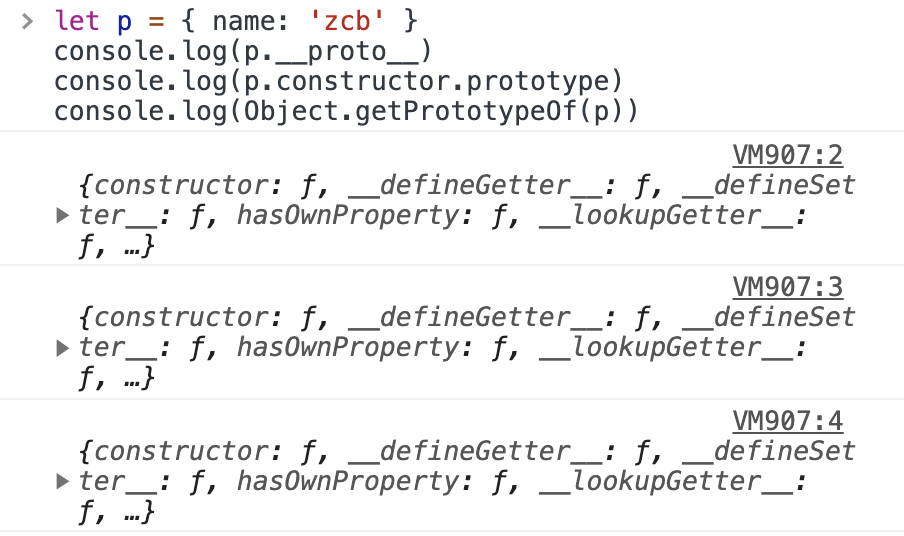 let p = { name: 'zcb' }
console.log(p.__proto__)
console.log(p.constructor.prototype)
console.log(Object.getPrototypeOf(p))
VM907:2
{constructor: ƒ, __defineGetter__: ƒ, __defineSet
ter__: ƒ, hasOwnProperty: ƒ, __lookupGetter__:
ƒ, …}
VM907:3
{constructor: ƒ, __defineGetter__: ƒ, __defineSet
ter__: ƒ, hasOwnProperty: ƒ, __lookupGetter__:
ƒ, …}
VM907:4
{constructor: ƒ, __defineGetter__: ƒ, __defineSet
ter__: ƒ, hasOwnProperty: ƒ, __lookupGetter__:
ƒ, …}